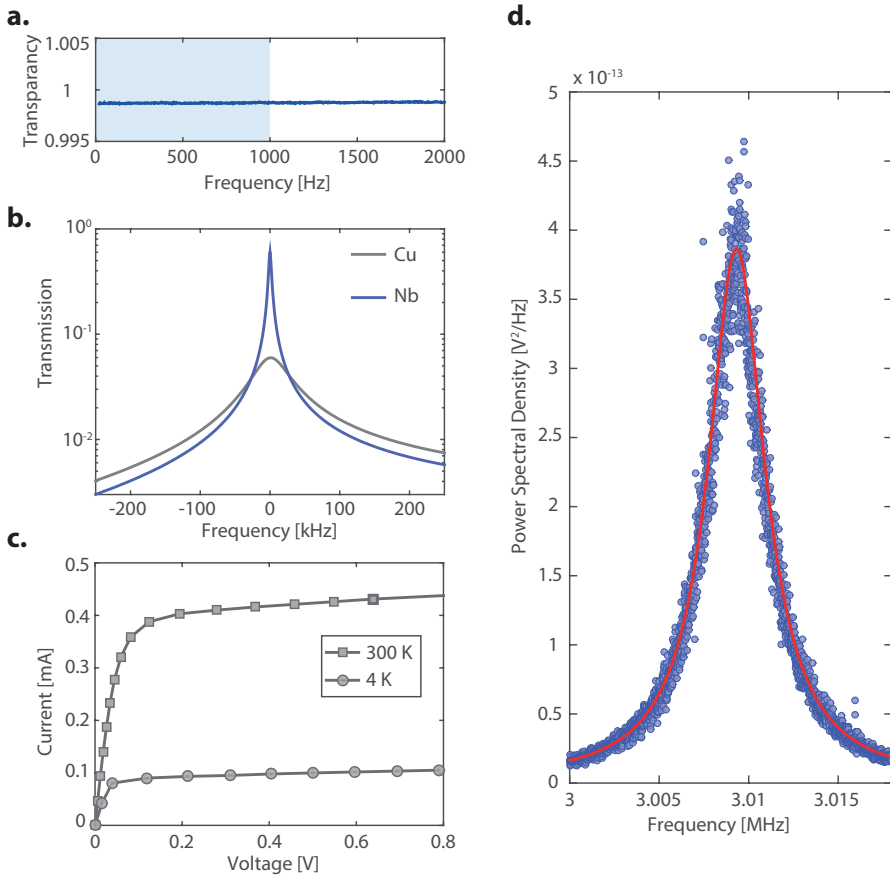 a.
Transparancy
1.005
1
0.995
0
500
1000
1500
2000
Frequency [Hz]
b.
Transmission
10⁰
10⁻¹
10⁻²
Cu
Nb
-200
-100
0
100
200
Frequency [kHz]
c.
Current [mA]
0.5
0.4
0.3
0.2
0.1
0
300 K
4 K
0
0.2
0.4
0.6
0.8
Voltage [V]
d.
x 10⁻¹³
Power Spectral Density [V²/Hz]
5
4.5
4
3.5
3
2.5
2
1.5
1
0.5
0
3
3.005
3.01
3.015
Frequency [MHz]